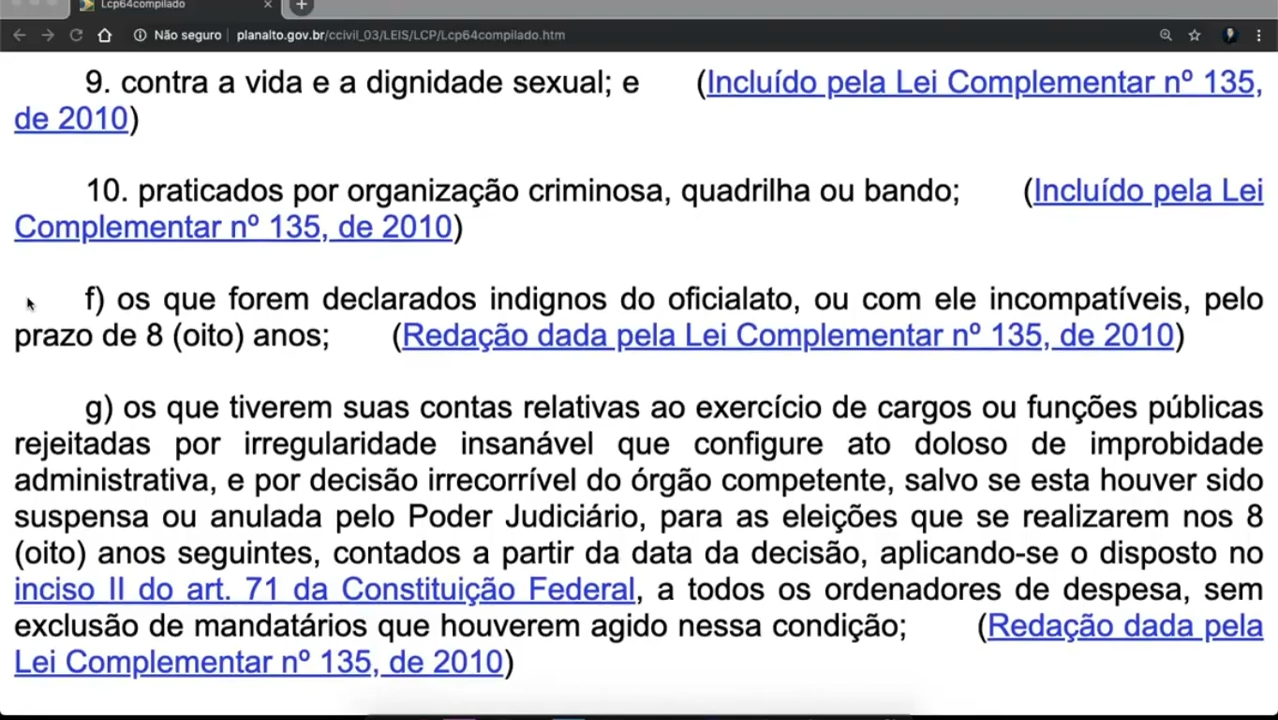 Lcp64compilado
Não seguro | planalto.gov.br/ccivil_03/LEIS/LCP/Lcp64compilado.htm
9. contra a vida e a dignidade sexual; e (Incluído pela Lei Complementar nº 135,
de 2010)
10. praticados por organização criminosa, quadrilha ou bando; (Incluído pela Lei
Complementar nº 135, de 2010)
f) os que forem declarados indignos do oficialato, ou com ele incompatíveis, pelo
prazo de 8 (oito) anos; (Redação dada pela Lei Complementar nº 135, de 2010)
g) os que tiverem suas contas relativas ao exercício de cargos ou funções públicas
rejeitadas por irregularidade insanável que configure ato doloso de improbidade
administrativa, e por decisão irrecorrível do órgão competente, salvo se esta houver sido
suspensa ou anulada pelo Poder Judiciário, para as eleições que se realizarem nos 8
(oito) anos seguintes, contados a partir da data da decisão, aplicando-se o disposto no
inciso II do art. 71 da Constituição Federal, a todos os ordenadores de despesa, sem
exclusão de mandatários que houverem agido nessa condição; (Redação dada pela
Lei Complementar nº 135, de 2010)